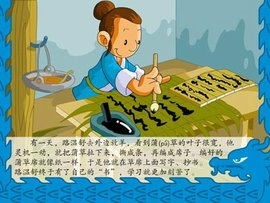 有一天，路温舒去外边放羊，看到蒲(pú)草的叶子很宽，他
灵机一动，就把蒲草拉下来，撕成条，再编成席子。编好的
蒲草席就像纸一样，于是他就在草席上面写字、抄书。
路温舒终于有了自己的“书”，学习就更加刻苦了。